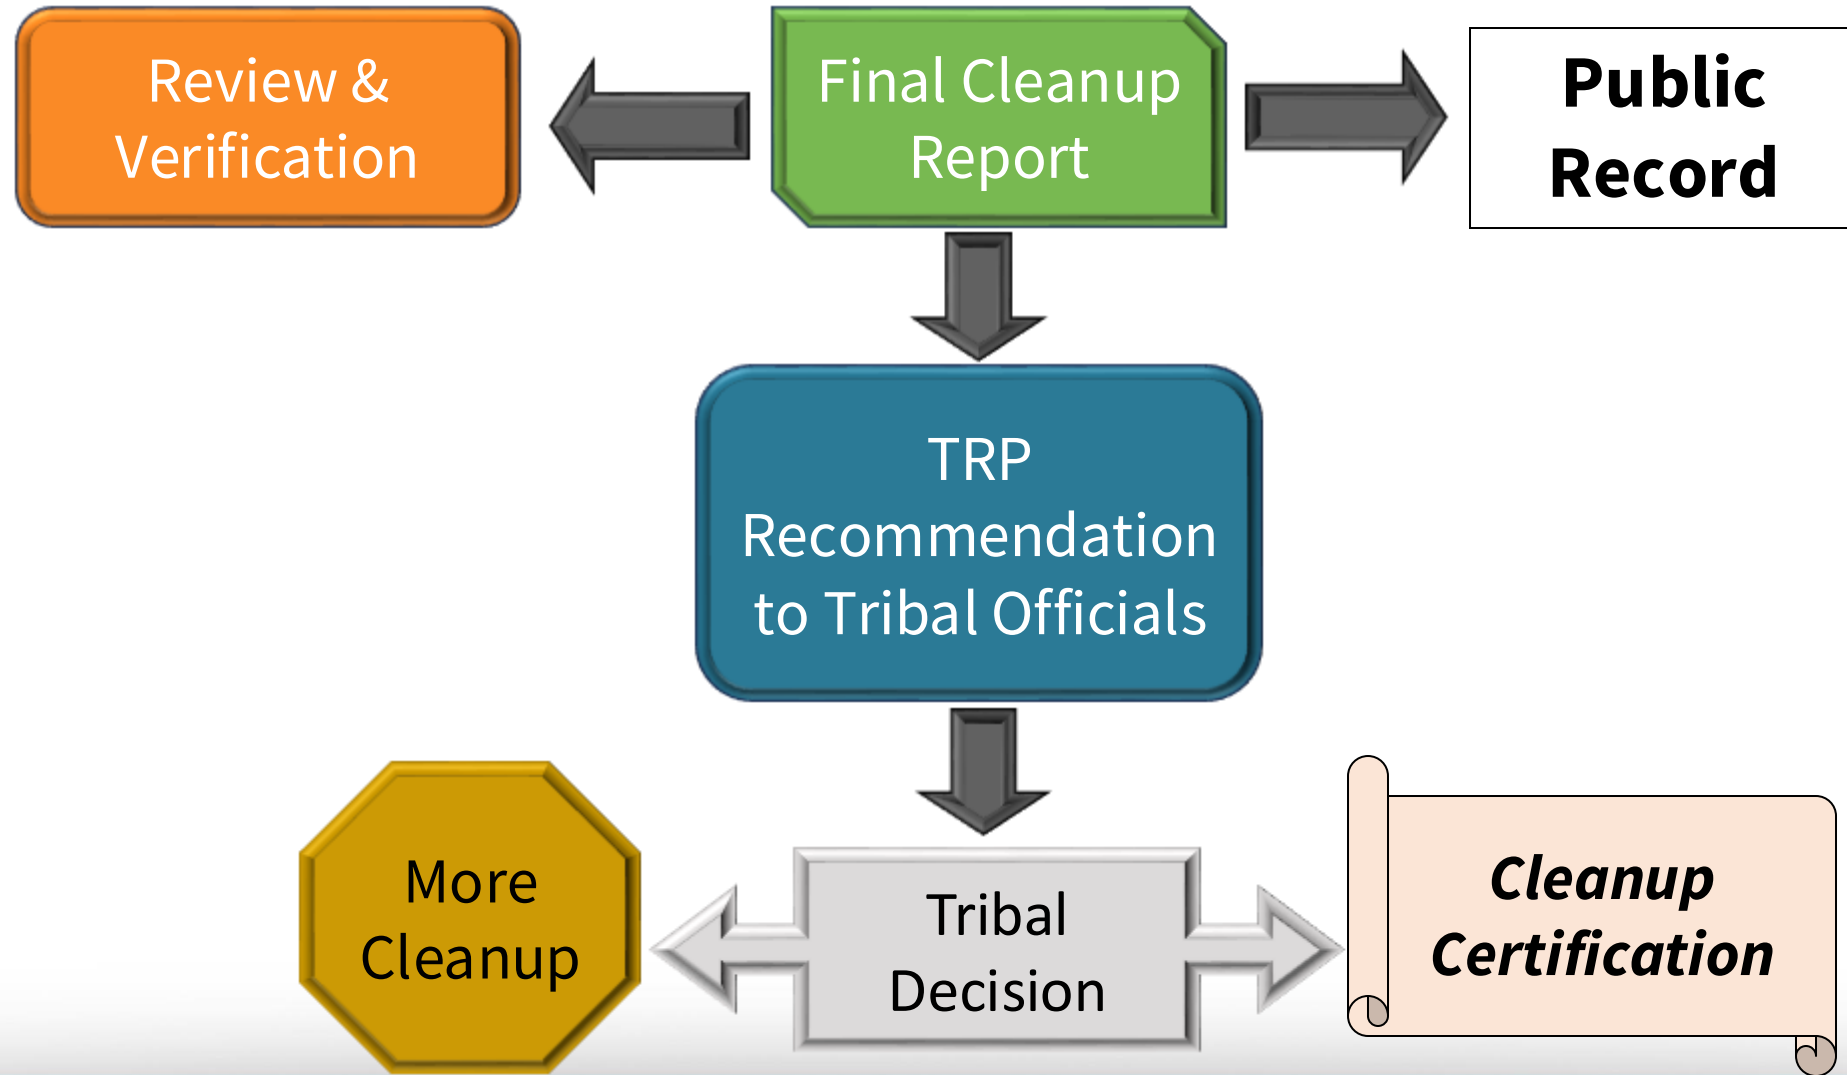 Review &
Verification
Final Cleanup
Report
Public
Record
TRP
Recommendation
to Tribal Officials
More
Cleanup
Tribal
Decision
Cleanup
Certification